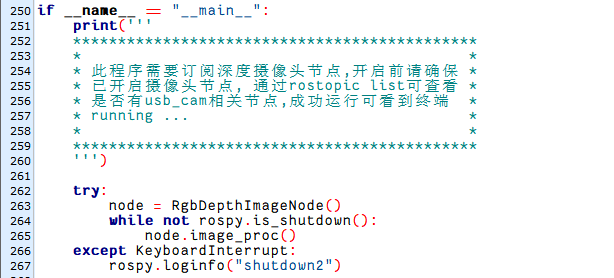 250 if __name__ == "__main__":
251     print('''
252     *********************************************
253     *                                           *
254     * 此程序需要订阅深度摄像头节点,开启前请确保 *
255     * 已开启摄像头节点, 通过rostopic list可查看 *
256     * 是否有usb_cam相关节点,成功运行可看到终端  *
257     * running ...                               *
258     *                                           *
259     *********************************************
260     ''')
261
262     try:
263         node = RgbDepthImageNode()
264         while not rospy.is_shutdown():
265             node.image_proc()
266     except KeyboardInterrupt:
267         rospy.loginfo("shutdown2")